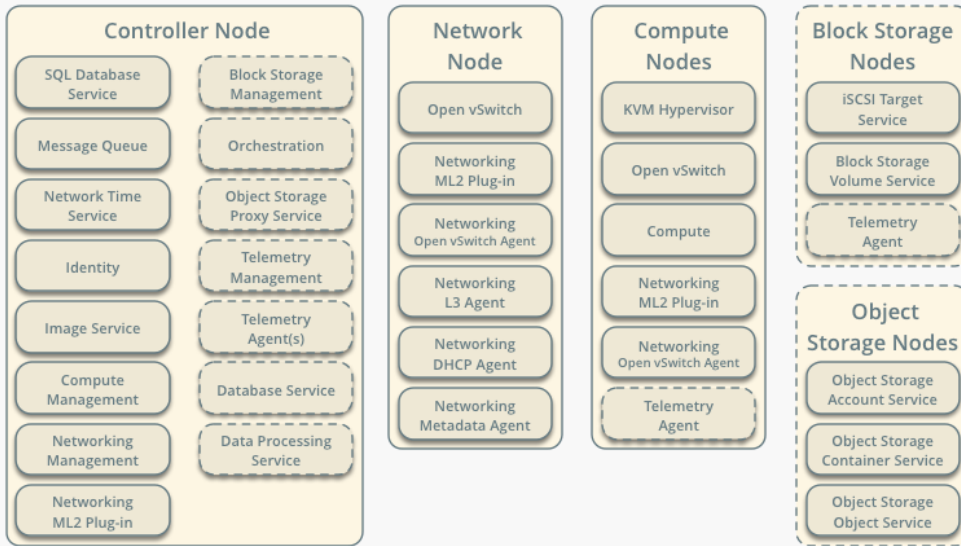 Controller Node
SQL Database
Service
Message Queue
Network Time
Service
Identity
Image Service
Compute
Management
Networking
Management
Networking
ML2 Plug-in
Block Storage
Management
Orchestration
Object Storage
Proxy Service
Telemetry
Management
Telemetry
Agent(s)
Database Service
Data Processing
Service
Network
Node
Open vSwitch
Networking
ML2 Plug-in
Networking
Open vSwitch Agent
Networking
L3 Agent
Networking
DHCP Agent
Networking
Metadata Agent
Compute
Nodes
KVM Hypervisor
Open vSwitch
Compute
Networking
ML2 Plug-in
Networking
Open vSwitch Agent
Telemetry
Agent
Block Storage
Nodes
iSCSI Target
Service
Block Storage
Volume Service
Telemetry
Agent
Object
Storage Nodes
Object Storage
Account Service
Object Storage
Container Service
Object Storage
Object Service